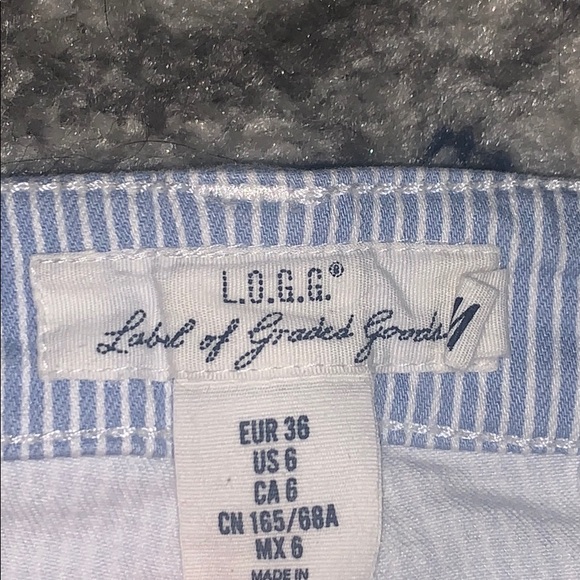 L.O.G.G.®
Label of Graded Goods
EUR 36
US 6
CA 6
CN 165/68A
MX 6
MADE IN